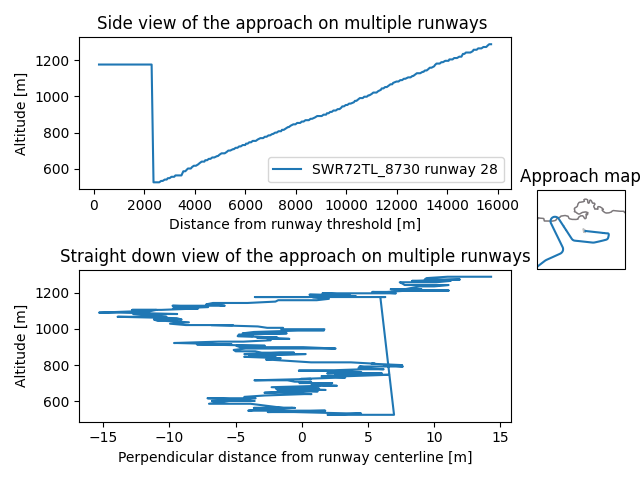 Side view of the approach on multiple runways
1200
1000
800
600
Altitude [m]
SWR72TL_8730 runway 28
0 2000 4000 6000 8000 10000 12000 14000 16000
Distance from runway threshold [m]
Approach map
Straight down view of the approach on multiple runways
1200
1000
800
600
Altitude [m]
−15 −10 −5 0 5 10 15
Perpendicular distance from runway centerline [m]